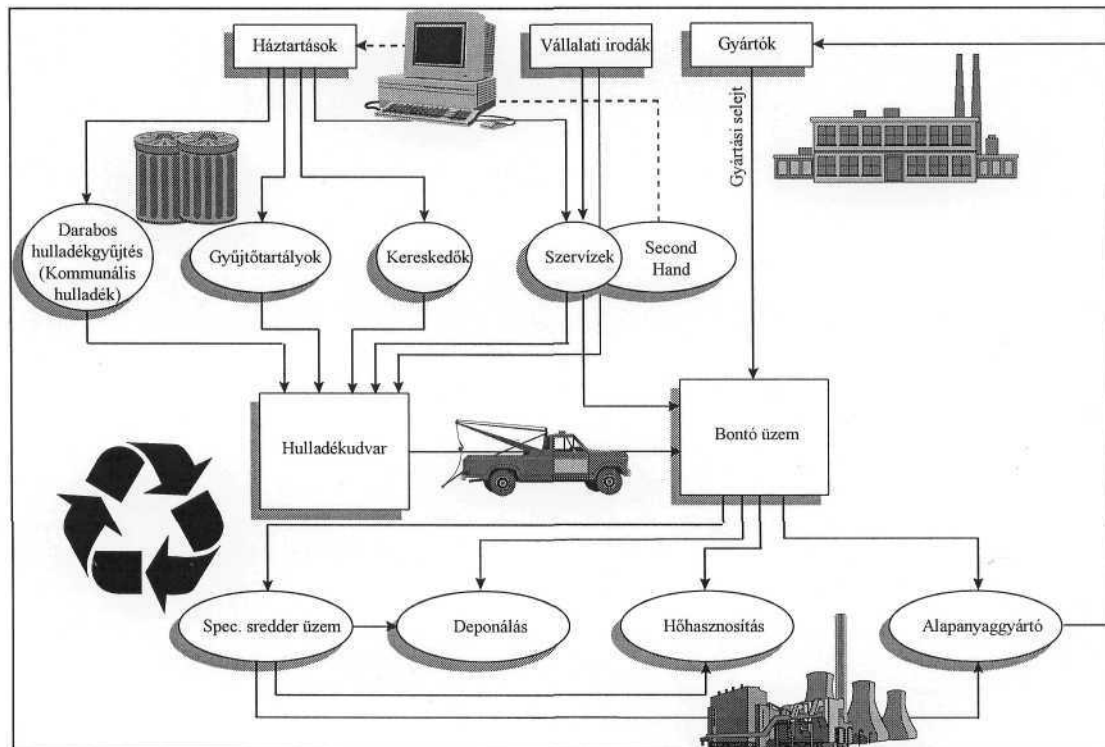 Háztartások
Vállalati irodák
Gyártók
Gyártási selejt
Darabos
hulladékgyűjtés
(Kommunális
hulladék)
Gyűjtőtartályok
Kereskedők
Szervízek
Second
Hand
Hulladékudvar
Bontó üzem
Spec. sredder üzem
Deponálás
Hőhasznosítás
Alapanyaggyártó